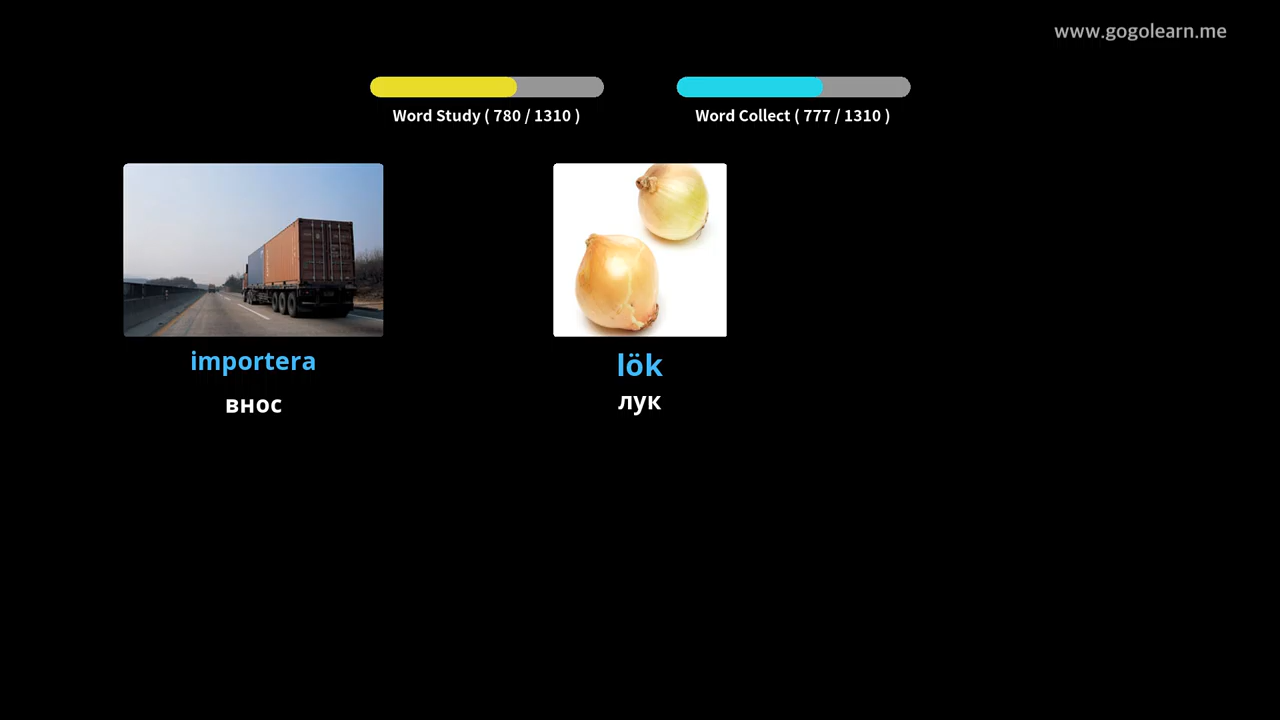 www.gogolearn.me
Word Study ( 780 / 1310 )
Word Collect ( 777 / 1310 )
importera
внос
lök
лук